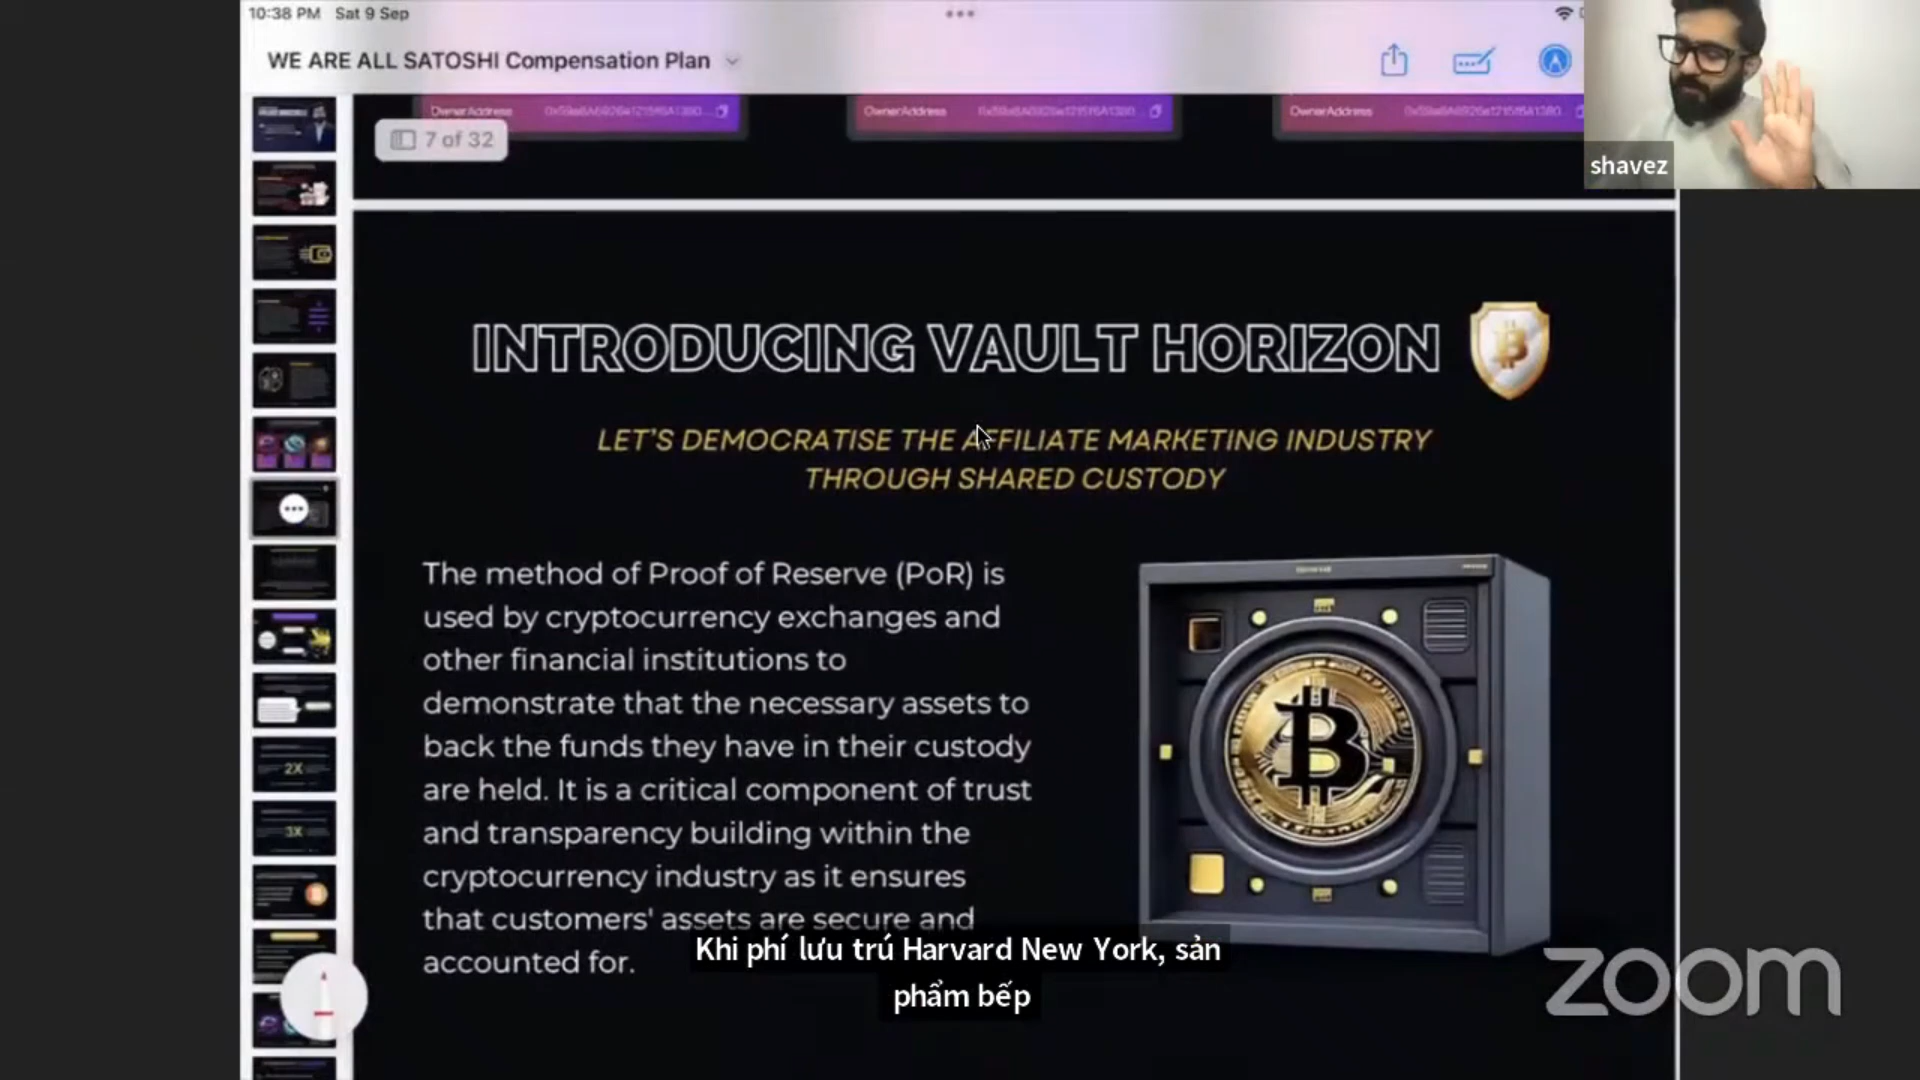 10:38 PM Sat 9 Sep
WE ARE ALL SATOSHI Compensation Plan
OwnerAddress
OwnerAddress
OwnerAddress
7 of 32
shavez
INTRODUCING VAULT HORIZON
LET'S DEMOCRATISE THE AFFILIATE MARKETING INDUSTRY
THROUGH SHARED CUSTODY
The method of Proof of Reserve (PoR) is
used by cryptocurrency exchanges and
other financial institutions to
demonstrate that the necessary assets to
back the funds they have in their custody
are held. It is a critical component of trust
and transparency building within the
cryptocurrency industry as it ensures
that customers' assets are secure and
accounted for.
2X
3X
Khi phí lưu trú Harvard New York, sản
phẩm bếp
zoom